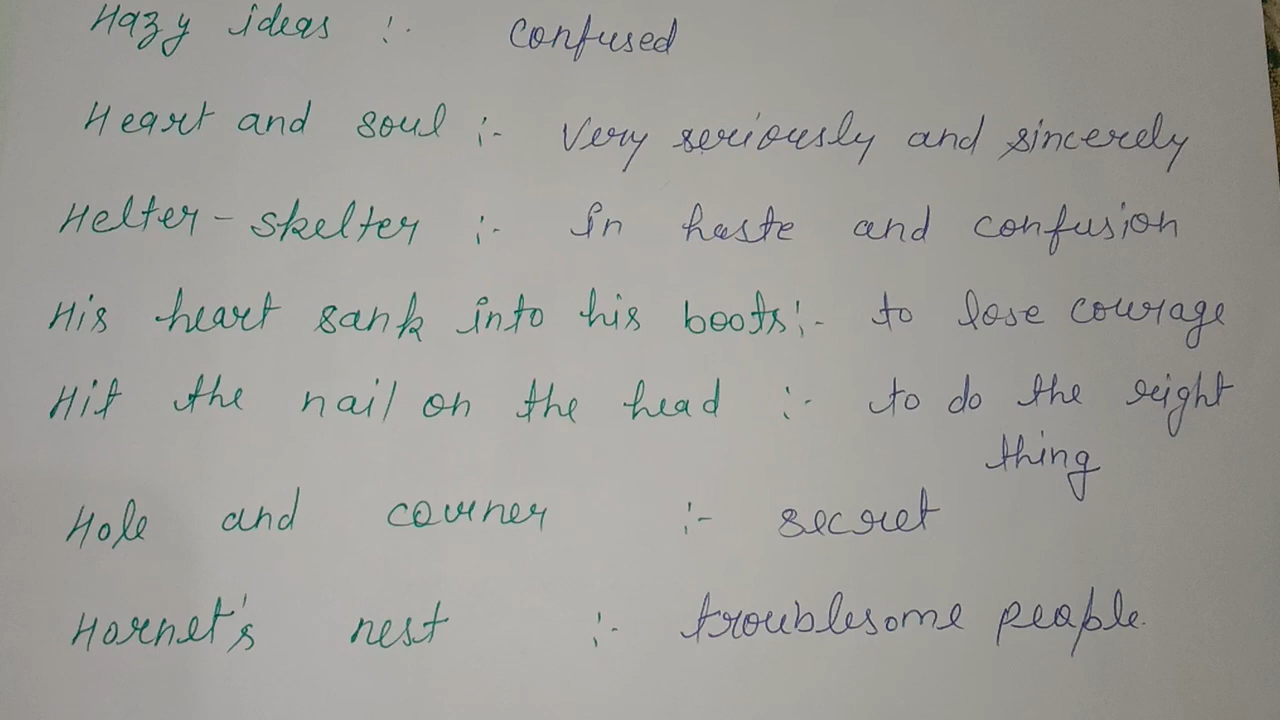 Hazy ideas :- confused
Heart and soul :- Very seriously and sincerely
Helter-skelter :- In haste and confusion
His heart sank into his boots :- to lose courage
Hit the nail on the head :- to do the right
thing
Hole and corner :- secret
Hornet's nest :- troublesome people.